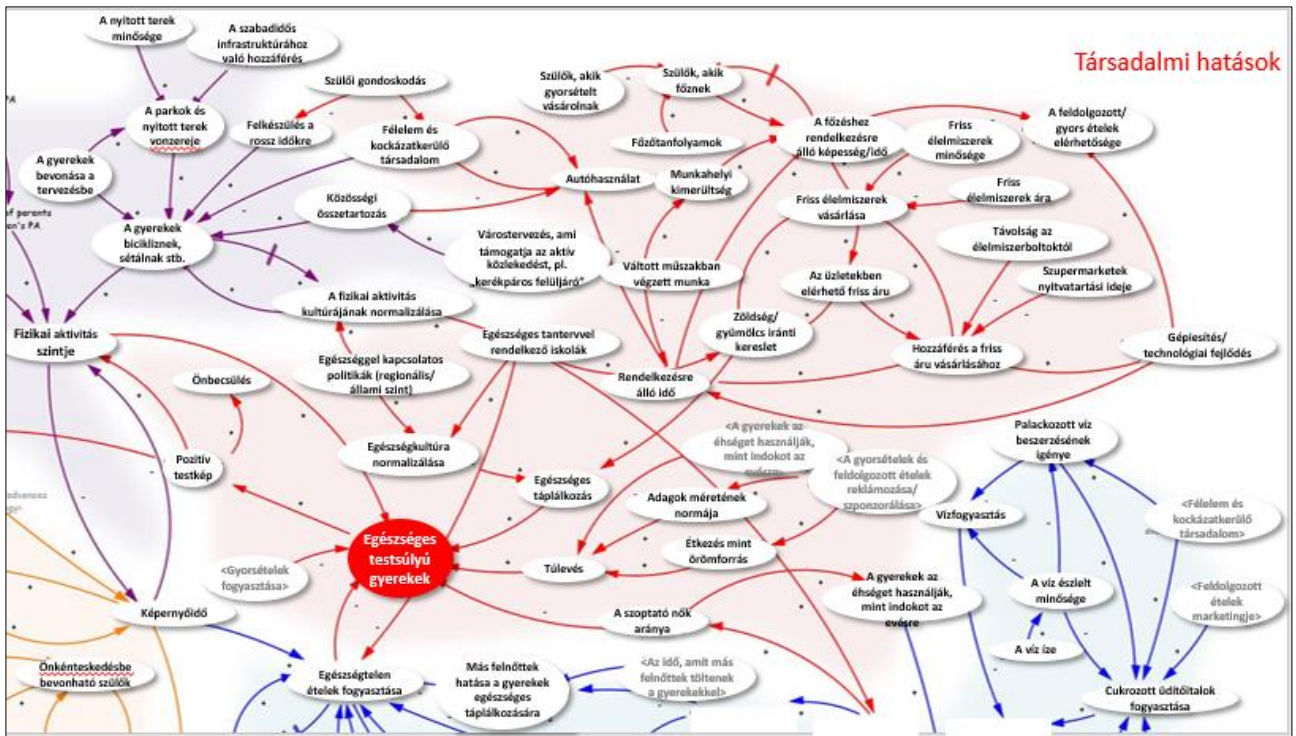 Társadalmi hatások
A nyitott terek
minősége
A szabadidős
infrastruktúrához
való hozzáférés
Szülői gondoskodás
Szülők, akik
gyorsételt
vásárolnak
Szülők, akik
főznek
A parkok és
nyitott terek
vonzereje
Felkészülés a
rossz időkre
Félelem és
kockázatkerülő
társadalom
Főzőtanfolyamok
A főzéshez
rendelkezésre
álló képesség/idő
Friss
élelmiszerek
minősége
A feldolgozott/
gyors ételek
elérhetősége
A gyerekek
bevonása a
tervezésbe
Autóhasználat
Munkahelyi
kimerültség
Friss
élelmiszerek ára
Közösségi
összetartozás
Friss élelmiszerek
vásárlása
of parents
en's PA
A gyerekek
bicikliznek,
sétálnak stb.
Várostervezés, ami
támogatja az aktív
közlekedést, pl.
„kerékpáros felüljáró”
Váltott műszakban
végzett munka
Az üzletekben
elérhető friss áru
Távolság az
élelmiszerboltoktól
Szupermarketek
nyitvatartási ideje
A fizikai aktivitás
kultúrájának normalizálása
Fizikai aktivitás
szintje
Egészséges tantervvel
rendelkező iskolák
Zöldség/
gyümölcs iránti
kereslet
Hozzáférés a friss
áru vásárlásához
Gépiesítés/
technológiai fejlődés
Egészséggel kapcsolatos
politikák (regionális/
állami szint)
Rendelkezésre
álló idő
Önbecsülés
Pozitív
testkép
Egészségkultúra
normalizálása
Egészséges
táplálkozás
<A gyerekek az
éhséget használják,
mint indokot az
evésre>
<A gyorsételek és
feldolgozott ételek
reklámozása/
szponzorálása>
Adagok méretének
normája
Palackozott víz
beszerzésének
igénye
Vízfogyasztás
<Félelem és
kockázatkerülő
társadalom>
advances
Egészséges
testsúlyú
gyerekek
<Gyorsételek
fogyasztása>
Túlevés
Étkezés mint
örömforrás
A gyerekek az
éhséget használják,
mint indokot az
evésre
A víz észlelt
minősége
<Feldolgozott
ételek
marketingje>
Képernyőidő
A szoptató nők
aránya
A víz íze
Önkénteskedésbe
bevonható szülők
Egészségtelen
ételek fogyasztása
Más felnőttek
hatása a gyerekek
egészséges
táplálkozására
<Az idő, amit más
felnőttek töltenek
a gyerekekkel>
Cukrozott üdítőitalok
fogyasztása